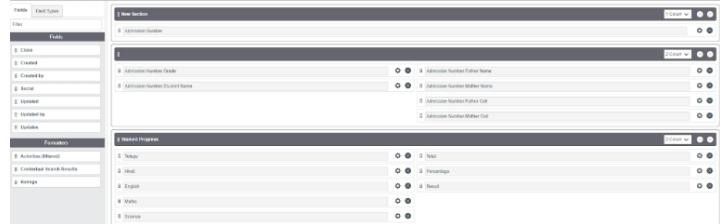 Fields
Field Types
Filter
Fields
Class
Created
Created by
Social
Updated
Updated by
Updates
Formatters
Activities (filtered)
Contextual Search Results
Ratings
New Section
1 Column
Admission Number
2 Column
Admission Number.Grade
Admission Number.Father Name
Admission Number.Student Name
Admission Number.Mother Name
Admission Number.Father Cell
Admission Number.Mother Cell
Student Progress
2 Column
Telugu
Total
Hindi
Percentage
English
Result
Maths
Science